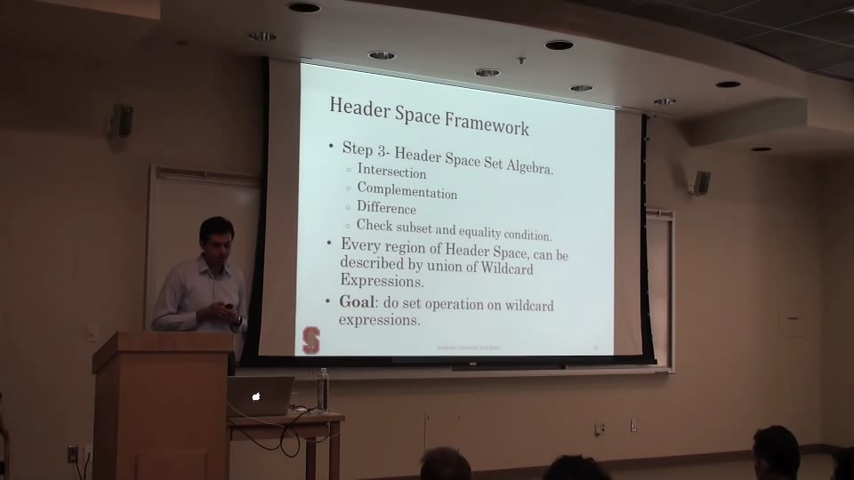 Header Space Framework
• Step 3- Header Space Set Algebra.
◦ Intersection
◦ Complementation
◦ Difference
◦ Check subset and equality condition.
• Every region of Header Space, can be
described by union of Wildcard
Expressions.
• Goal: do set operation on wildcard
expressions.
S